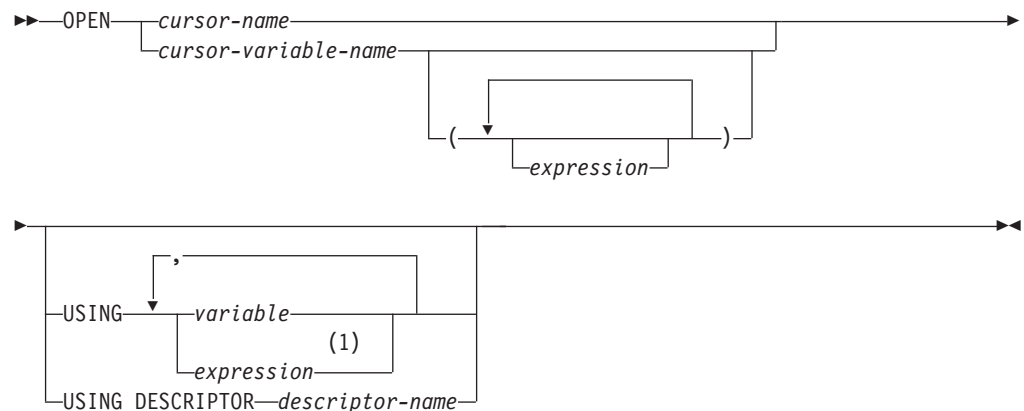 OPEN cursor-name
cursor-variable-name
( )
expression
,
USING variable
(1)
expression
USING DESCRIPTOR descriptor-name